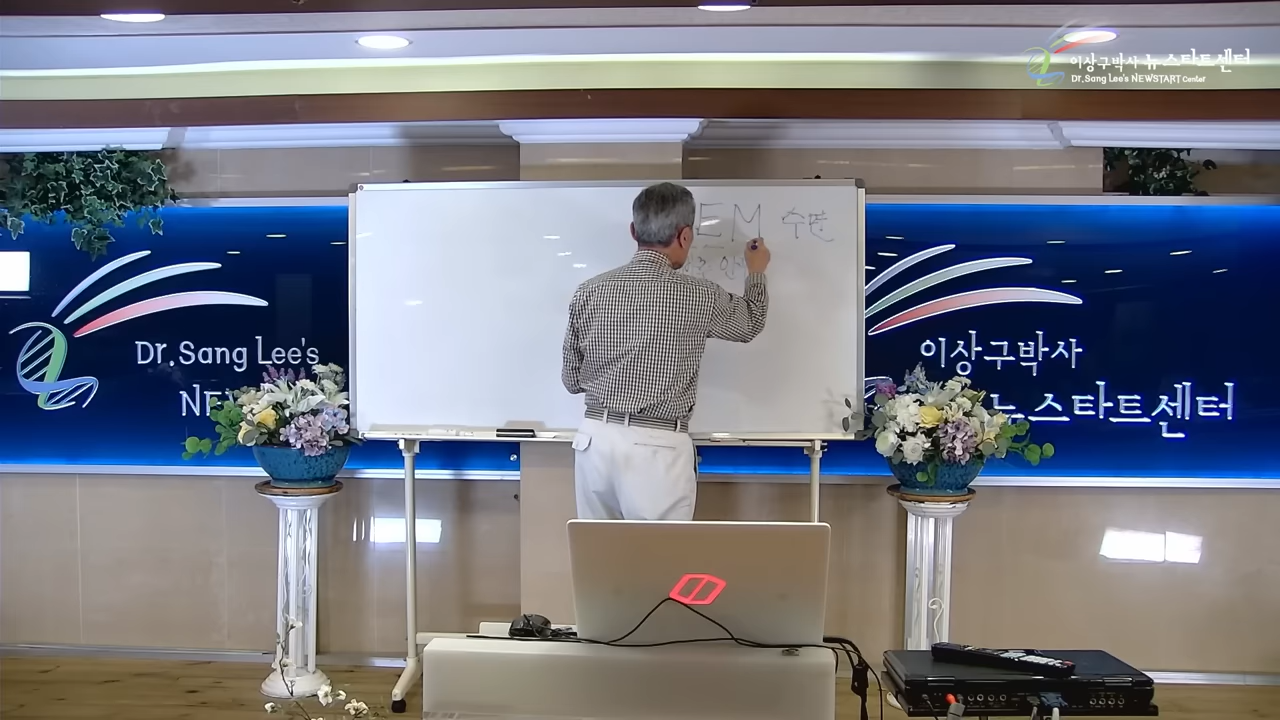 이상구박사 뉴스타트센터
Dr.Sang Lee's NEWSTART Center
EM 수면
Dr.Sang Lee's
NE
이상구박사
뉴스타트센터